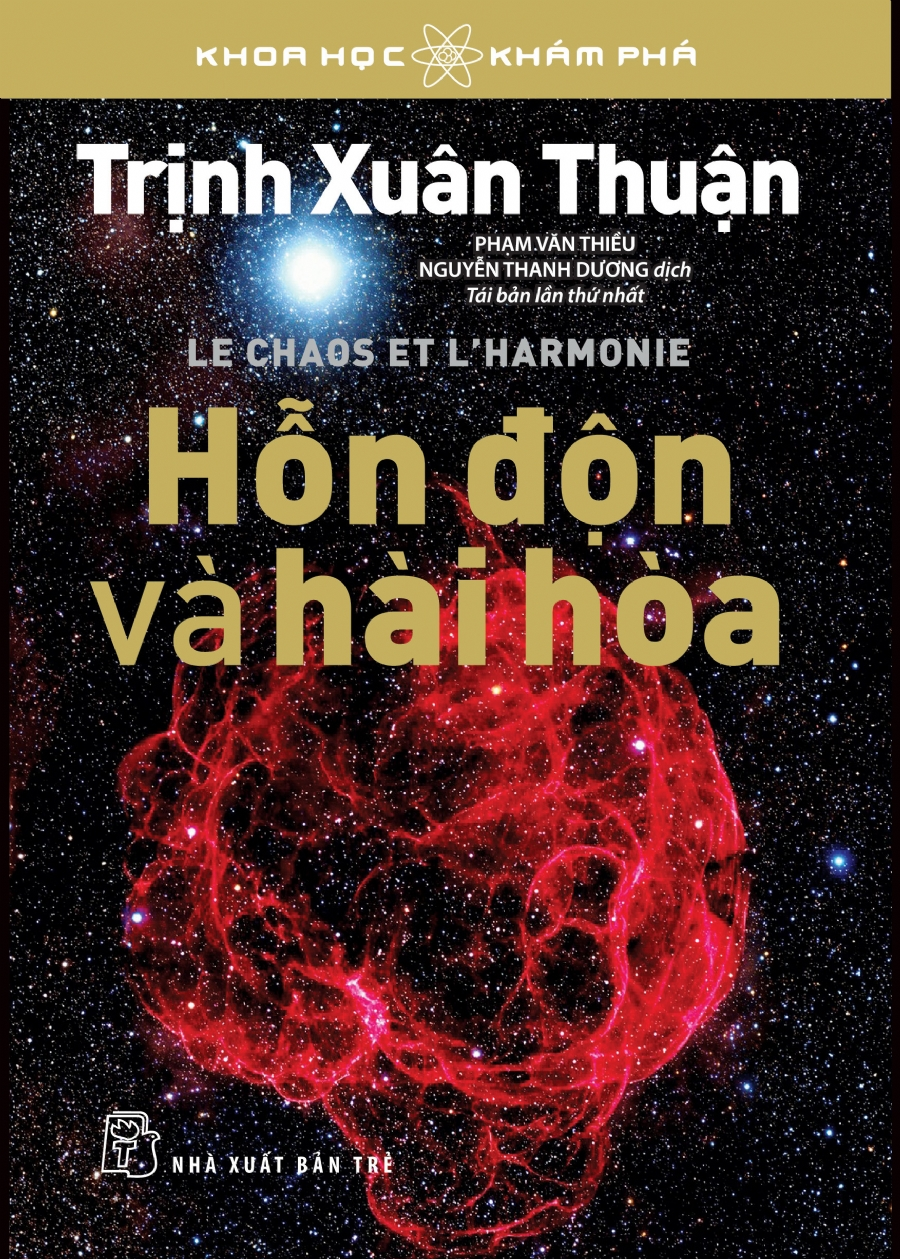 KHOA HỌC KHÁM PHÁ
Trịnh Xuân Thuận
PHẠM VĂN THIỀU
NGUYỄN THANH DƯƠNG dịch
Tái bản lần thứ nhất
LE CHAOS ET L'HARMONIE
Hỗn độn
và hài hòa
NHÀ XUẤT BẢN TRẺ